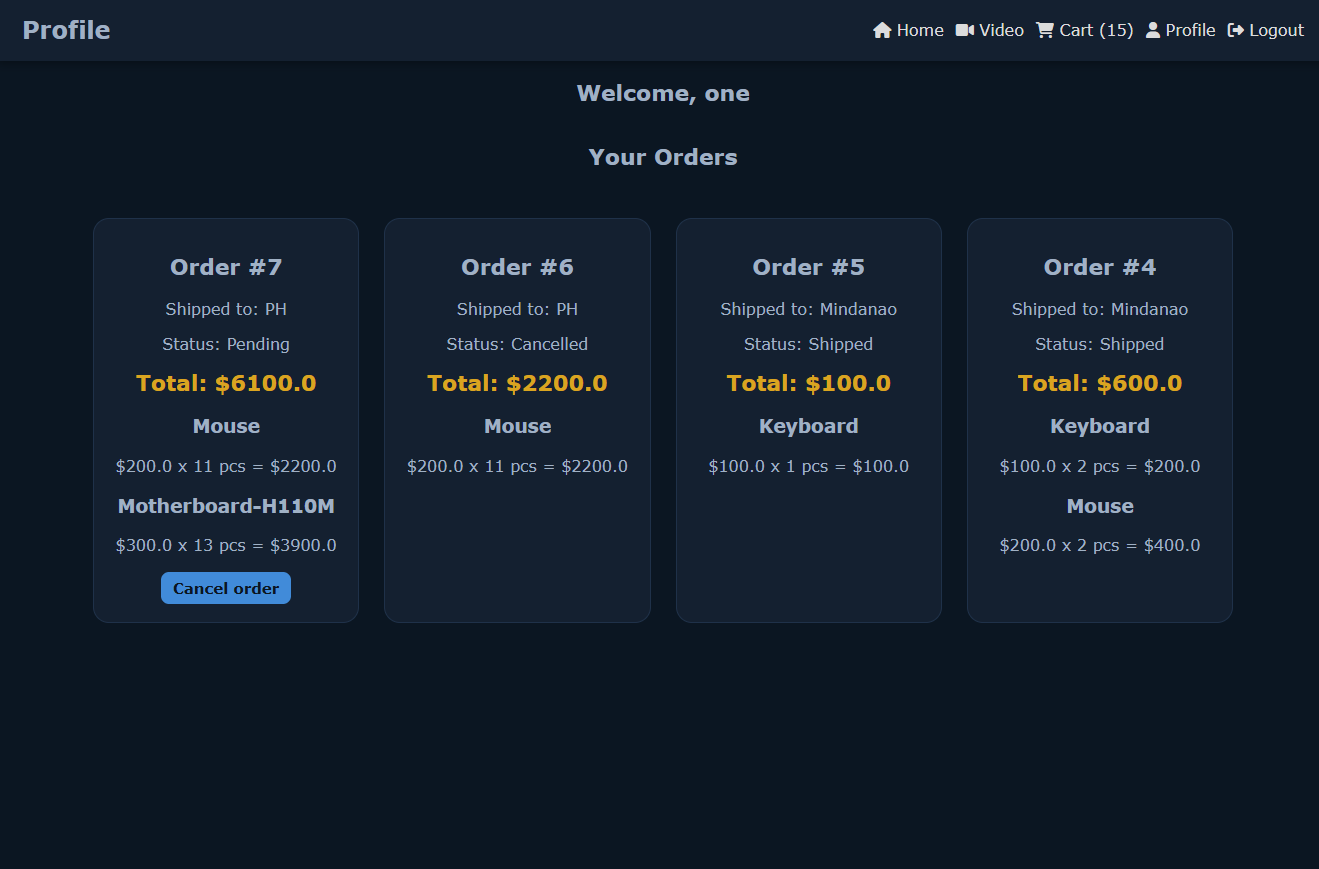 Profile
Home Video Cart (15) Profile Logout
Welcome, one
Your Orders
Order #7
Shipped to: PH
Status: Pending
Total: $6100.0
Mouse
$200.0 x 11 pcs = $2200.0
Motherboard-H110M
$300.0 x 13 pcs = $3900.0
Cancel order
Order #6
Shipped to: PH
Status: Cancelled
Total: $2200.0
Mouse
$200.0 x 11 pcs = $2200.0
Order #5
Shipped to: Mindanao
Status: Shipped
Total: $100.0
Keyboard
$100.0 x 1 pcs = $100.0
Order #4
Shipped to: Mindanao
Status: Shipped
Total: $600.0
Keyboard
$100.0 x 2 pcs = $200.0
Mouse
$200.0 x 2 pcs = $400.0